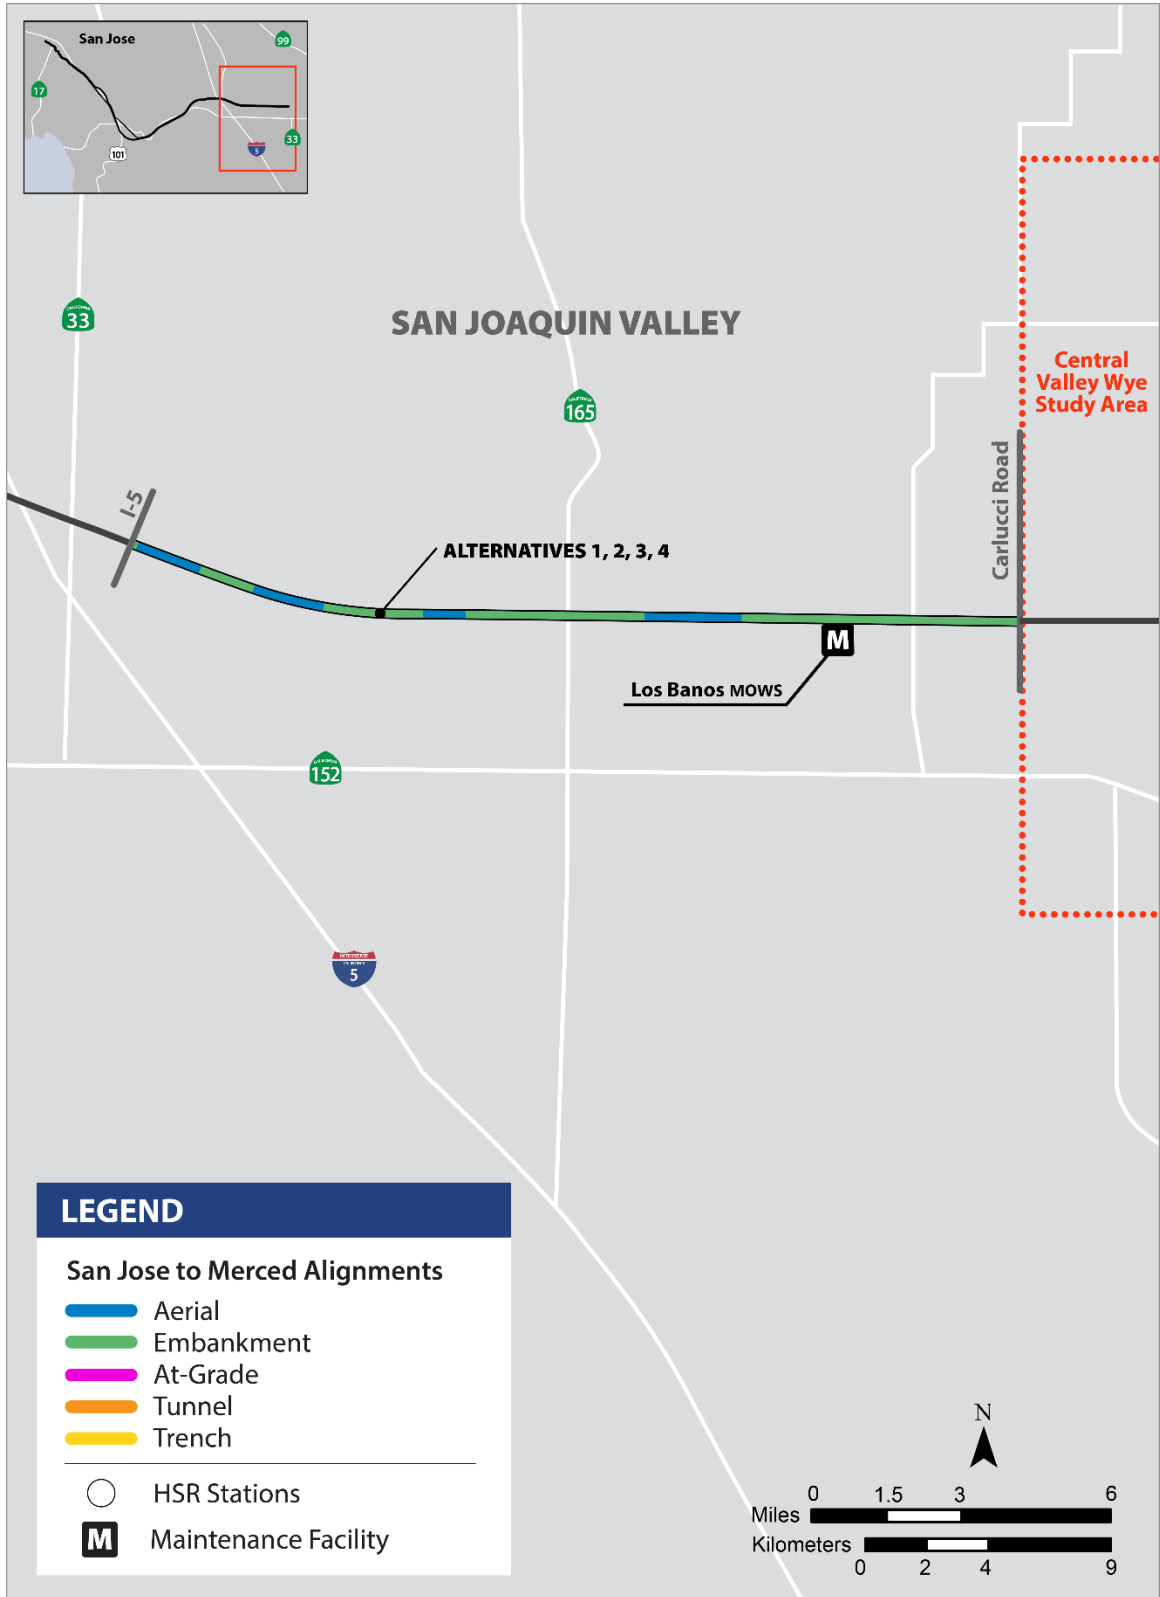 San Jose
99
17
101
5
33
33
SAN JOAQUIN VALLEY
165
Central
Valley Wye
Study Area
Carlucci Road
I-5
ALTERNATIVES 1, 2, 3, 4
M
Los Banos MOWS
CALIFORNIA
152
INTERSTATE
CALIFORNIA
5
LEGEND
San Jose to Merced Alignments
Aerial
Embankment
At-Grade
Tunnel
Trench
HSR Stations
M Maintenance Facility
N
0 1.5 3 6
Miles
Kilometers
0 2 4 9